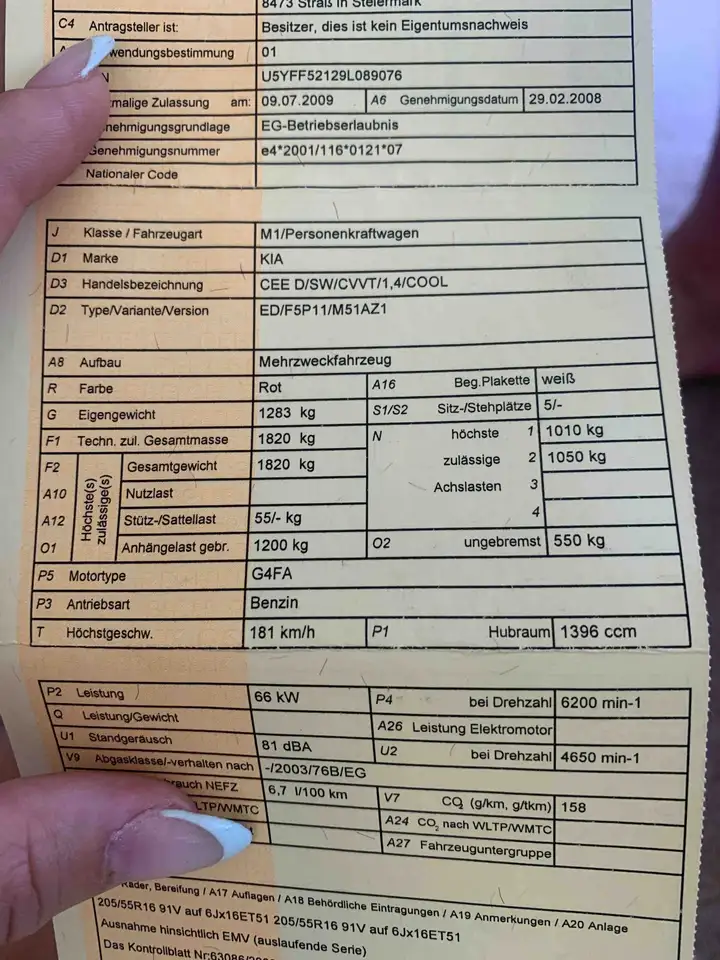 8473 Straß in Steiermark
C4 Antragsteller ist: Besitzer, dies ist kein Eigentumsnachweis
wendungsbestimmung 01
N U5YFF52129L089076
malige Zulassung am: 09.07.2009 A6 Genehmigungsdatum 29.02.2008
nehmigungsgrundlage EG-Betriebserlaubnis
Genehmigungsnummer e4*2001/116*0121*07
Nationaler Code
J Klasse / Fahrzeugart M1/Personenkraftwagen
D1 Marke KIA
D3 Handelsbezeichnung CEE D/SW/CVVT/1,4/COOL
D2 Type/Variante/Version ED/F5P11/M51AZ1
A8 Aufbau Mehrzweckfahrzeug
R Farbe Rot A16 Beg.Plakette weiß
G Eigengewicht 1283 kg S1/S2 Sitz-/Stehplätze 5/-
F1 Techn. zul. Gesamtmasse 1820 kg N höchste 1 1010 kg
F2 Höchste(s) zulässige(s) Gesamtgewicht 1820 kg zulässige 2 1050 kg
A10 Nutzlast Achslasten 3
A12 Stütz-/Sattellast 55/- kg 4
O1 Anhängelast gebr. 1200 kg O2 ungebremst 550 kg
P5 Motortype G4FA
P3 Antriebsart Benzin
T Höchstgeschw. 181 km/h P1 Hubraum 1396 ccm
P2 Leistung 66 kW P4 bei Drehzahl 6200 min-1
Q Leistung/Gewicht A26 Leistung Elektromotor
U1 Standgeräusch 81 dBA U2 bei Drehzahl 4650 min-1
V9 Abgasklasse/-verhalten nach -/2003/76B/EG
rauch NEFZ 6,7 l/100 km V7 CO2 (g/km, g/tkm) 158
LTP/WMTC A24 CO2 nach WLTP/WMTC
A27 Fahrzeuguntergruppe
Räder, Bereifung / A17 Auflagen / A18 Behördliche Eintragungen / A19 Anmerkungen / A20 Anlage
205/55R16 91V auf 6Jx16ET51 205/55R16 91V auf 6Jx16ET51
Ausnahme hinsichtlich EMV (auslaufende Serie)
Das Kontrollblatt Nr:63086/